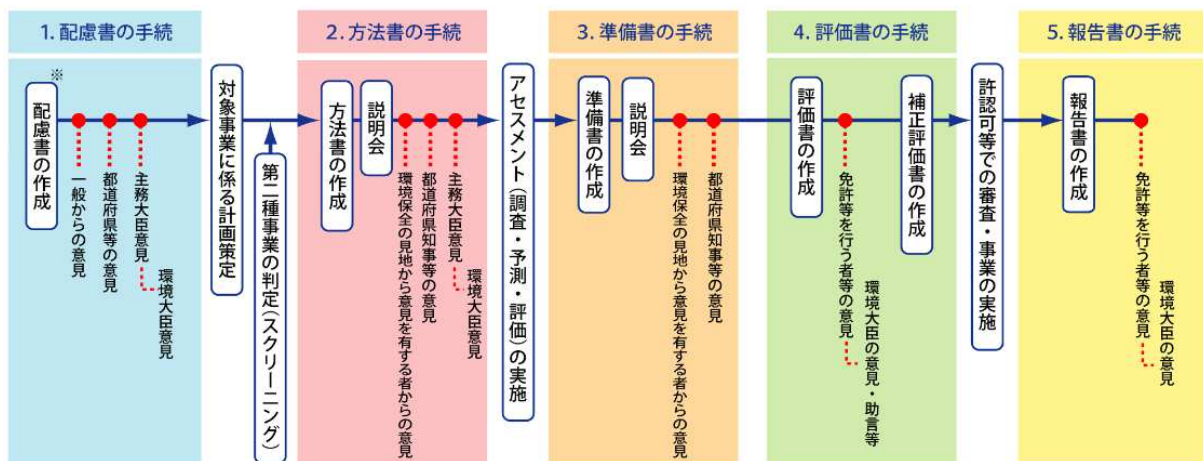 1. 配慮書の手続
※
配慮書の作成
一般からの意見
都道府県等の意見
主務大臣意見
環境大臣意見
対象事業に係る計画策定
第二種事業の判定(スクリーニング)
2. 方法書の手続
方法書の作成
説明会
環境保全の見地から意見を有する者からの意見
都道府県知事等の意見
主務大臣意見
環境大臣意見
アセスメント(調査・予測・評価)の実施
3. 準備書の手続
準備書の作成
説明会
環境保全の見地から意見を有する者からの意見
都道府県知事等の意見
4. 評価書の手続
評価書の作成
免許等を行う者等の意見
環境大臣の意見・助言等
補正評価書の作成
許認可等での審査・事業の実施
5. 報告書の手続
報告書の作成
免許等を行う者等の意見
環境大臣の意見